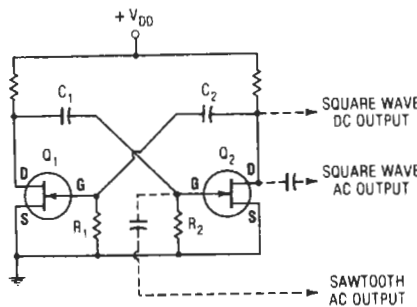 + VDD
C1
C2
SQUARE WAVE
DC OUTPUT
Q1
Q2
D
G
S
G
D
S
SQUARE WAVE
AC OUTPUT
R1
R2
SAWTOOTH
AC OUTPUT